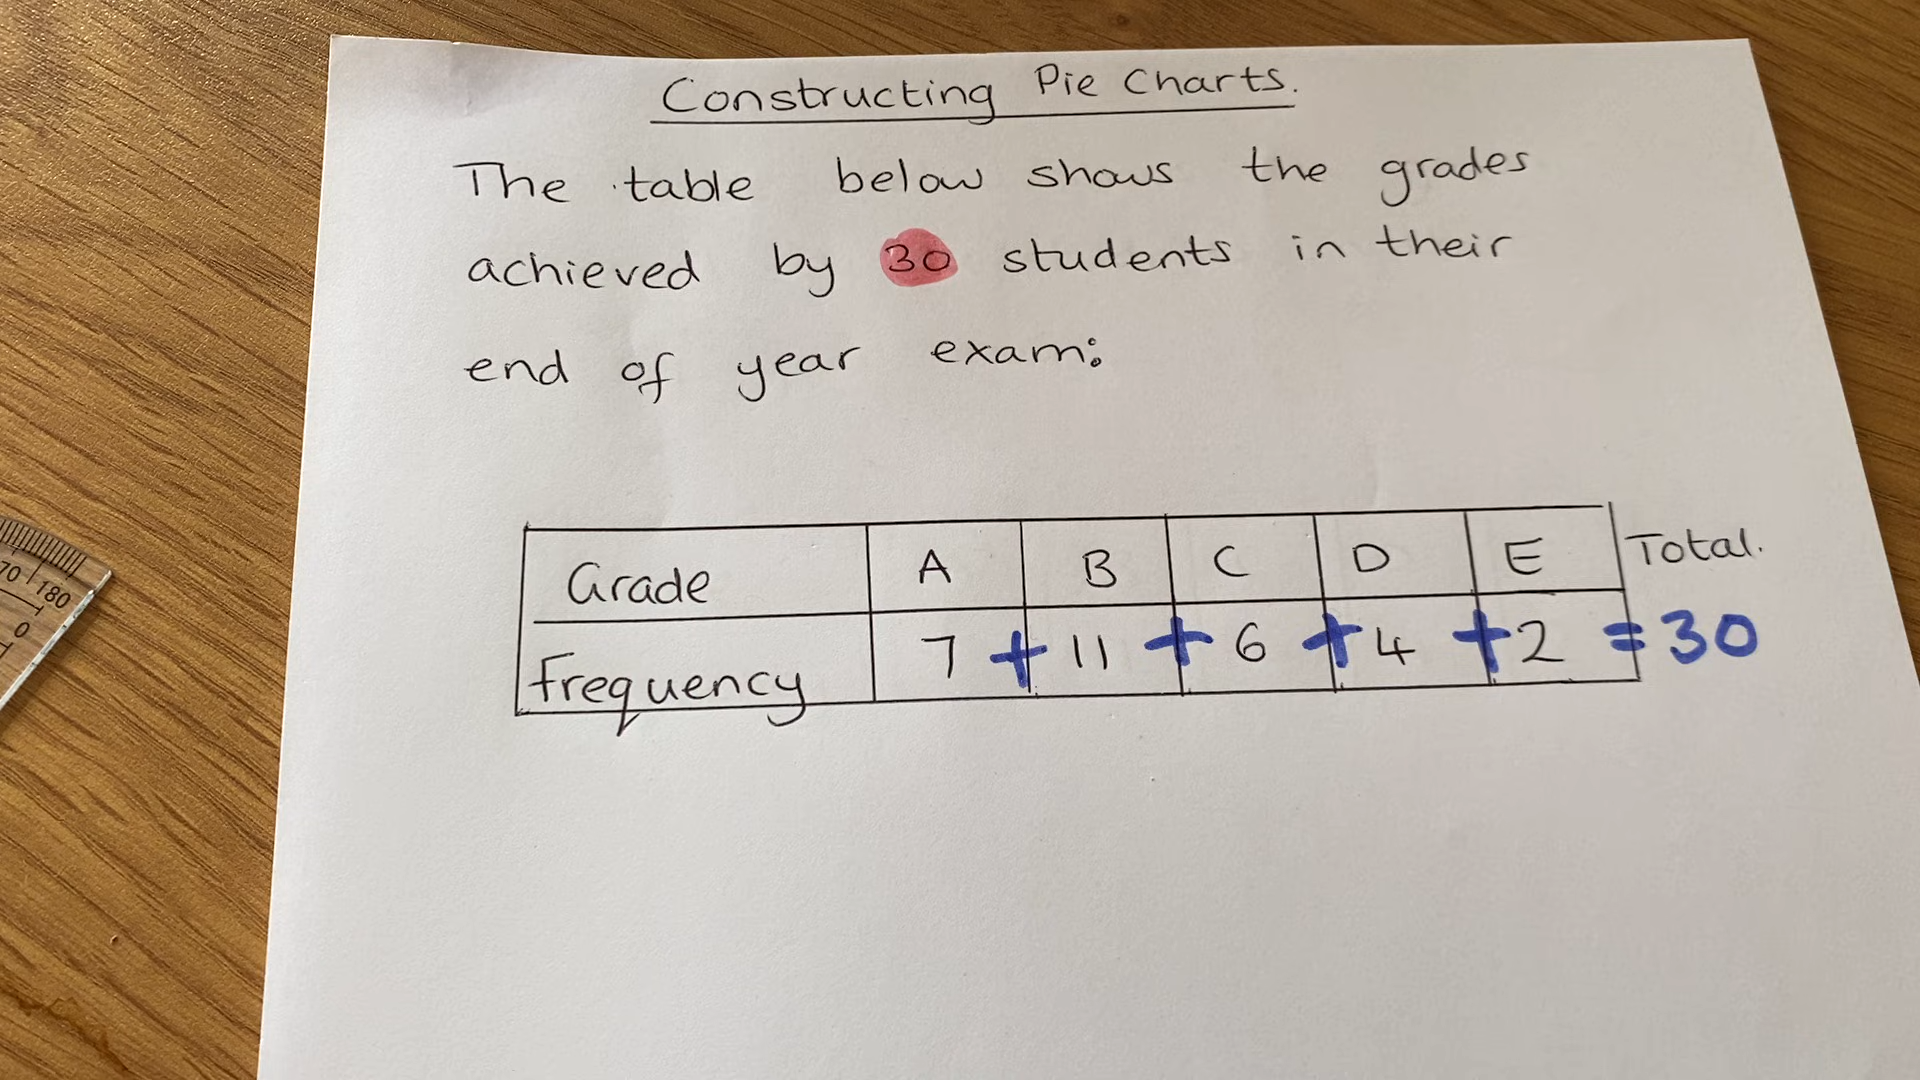 Constructing Pie Charts.
The table below shows the grades
achieved by 30 students in their
end of year exam:
Grade A B C D E Total.
frequency 7 + 11 + 6 + 4 + 2 = 30
70 180
0